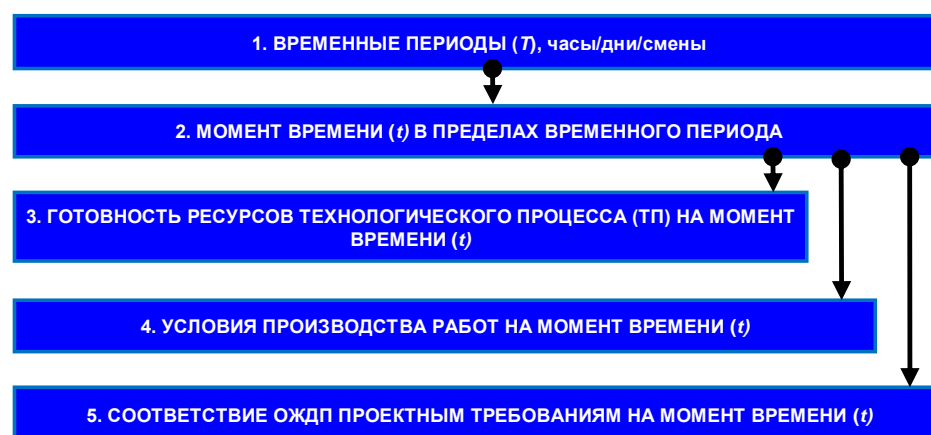 1. ВРЕМЕННЫЕ ПЕРИОДЫ (T), часы/дни/смены
2. МОМЕНТ ВРЕМЕНИ (t) В ПРЕДЕЛАХ ВРЕМЕННОГО ПЕРИОДА
3. ГОТОВНОСТЬ РЕСУРСОВ ТЕХНОЛОГИЧЕСКОГО ПРОЦЕССА (ТП) НА МОМЕНТ
ВРЕМЕНИ (t)
4. УСЛОВИЯ ПРОИЗВОДСТВА РАБОТ НА МОМЕНТ ВРЕМЕНИ (t)
5. СООТВЕТСТВИЕ ОЖДП ПРОЕКТНЫМ ТРЕБОВАНИЯМ НА МОМЕНТ ВРЕМЕНИ (t)